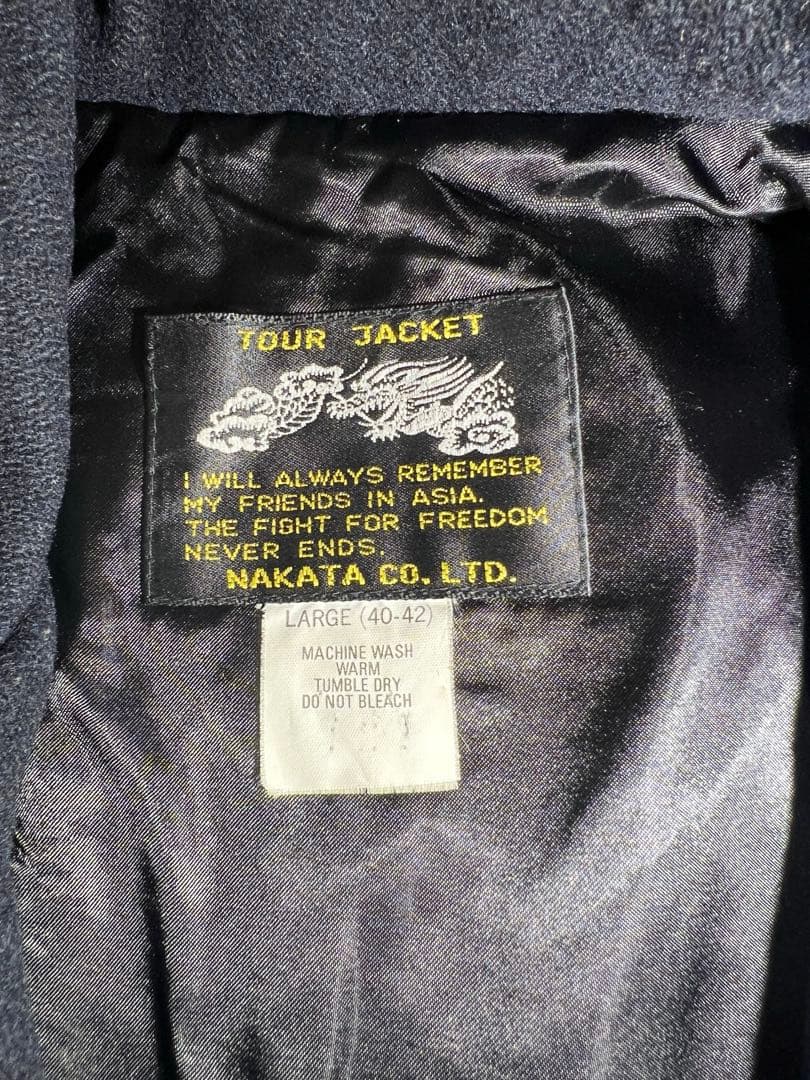 TOUR JACKET
I WILL ALWAYS REMEMBER
MY FRIENDS IN ASIA.
THE FIGHT FOR FREEDOM
NEVER ENDS.
NAKATA CO. LTD.
LARGE (40-42)
MACHINE WASH
WARM
TUMBLE DRY
DO NOT BLEACH